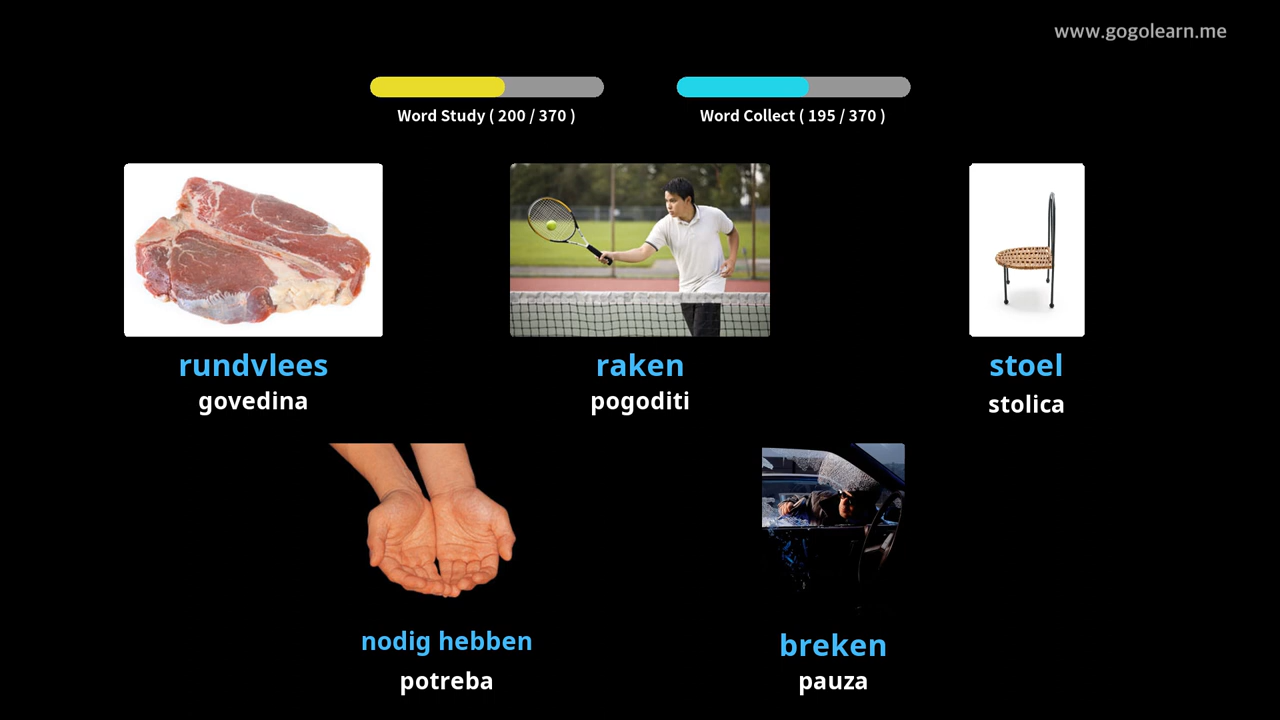 www.gogolearn.me
Word Study ( 200 / 370 )
Word Collect ( 195 / 370 )
rundvlees
govedina
raken
pogoditi
stoel
stolica
nodig hebben
potreba
breken
pauza